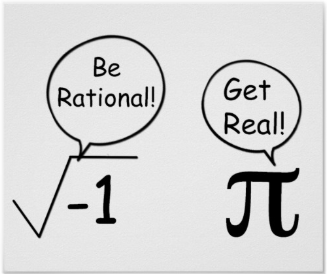 Be
Rational!
Get
Real!
√-1
π